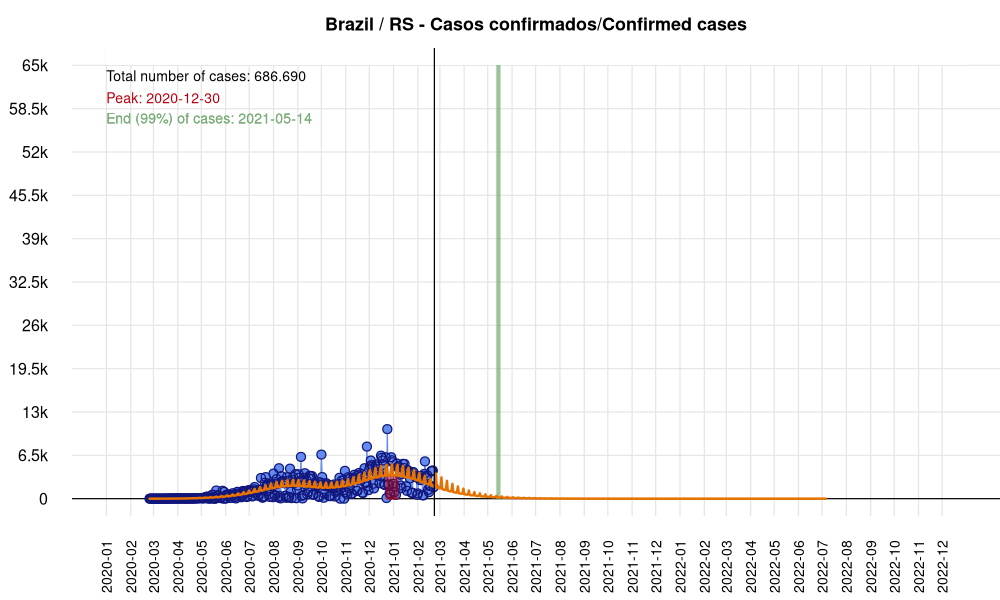 Brazil / RS - Casos confirmados/Confirmed cases
Total number of cases: 686.690
Peak: 2020-12-30
End (99%) of cases: 2021-05-14
65k
58.5k
52k
45.5k
39k
32.5k
26k
19.5k
13k
6.5k
0
2020-01
2020-02
2020-03
2020-04
2020-05
2020-06
2020-07
2020-08
2020-09
2020-10
2020-11
2020-12
2021-01
2021-02
2021-03
2021-04
2021-05
2021-06
2021-07
2021-08
2021-09
2021-10
2021-11
2021-12
2022-01
2022-02
2022-03
2022-04
2022-05
2022-06
2022-07
2022-08
2022-09
2022-10
2022-11
2022-12